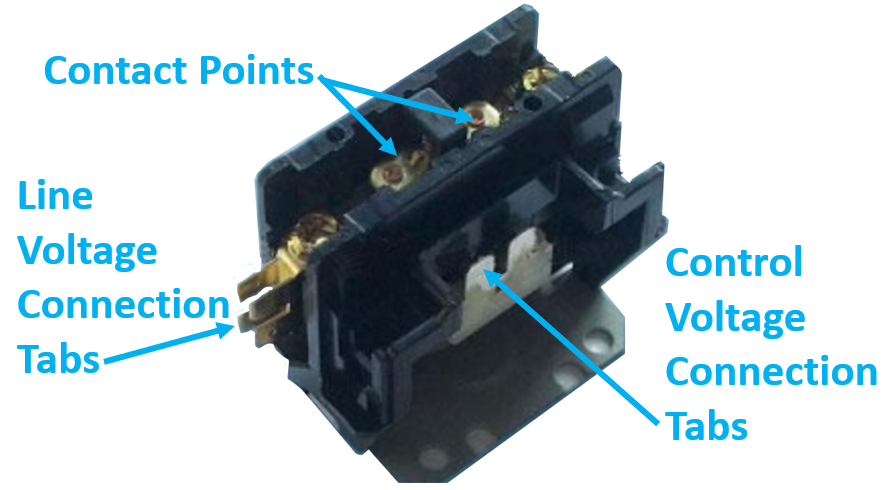 Contact Points
Line
Voltage
Connection
Tabs
Control
Voltage
Connection
Tabs